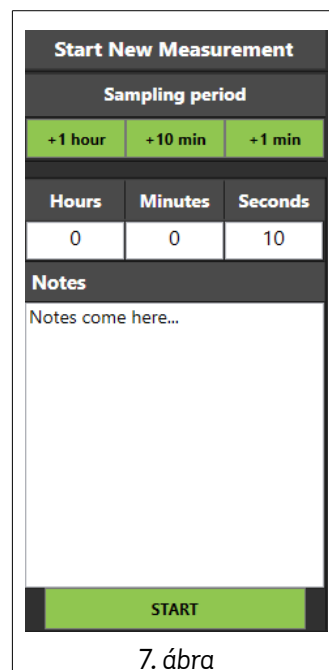 Start New Measurement
Sampling period
+1 hour +10 min +1 min
Hours Minutes Seconds
0 0 10
Notes
Notes come here...
START
7. ábra